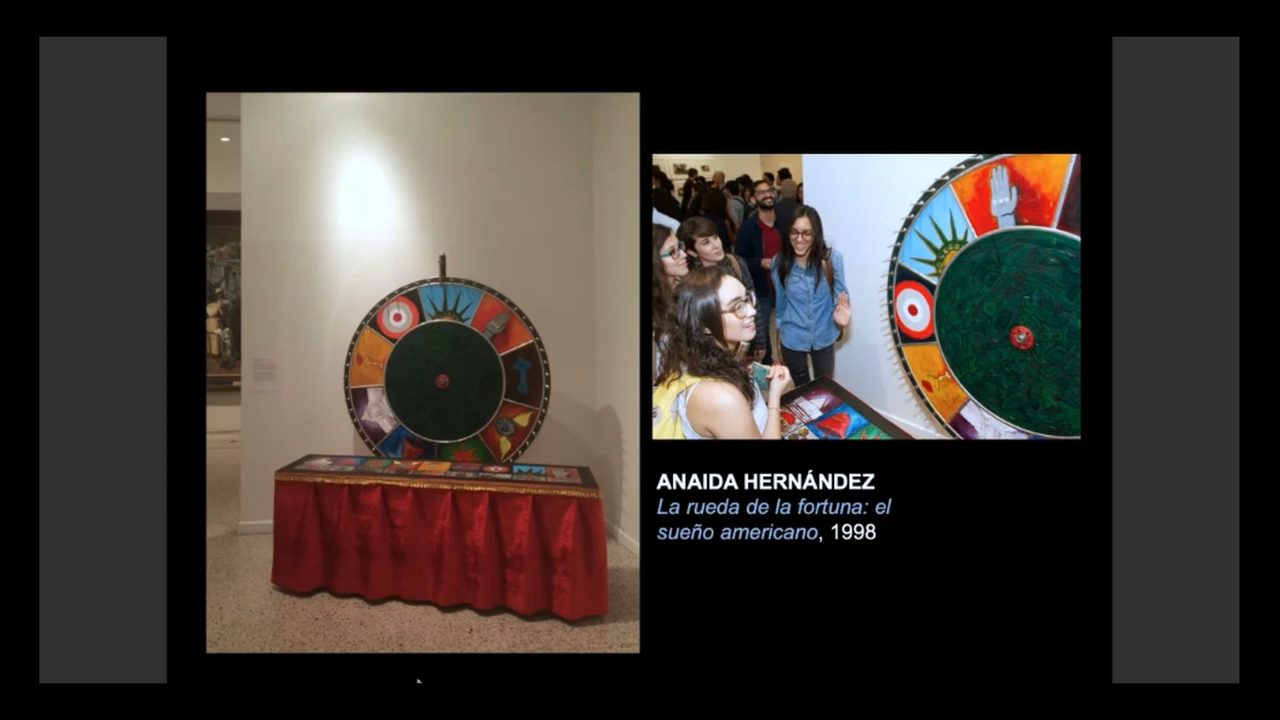 ANAIDA HERNÁNDEZ
La rueda de la fortuna: el
sueño americano, 1998